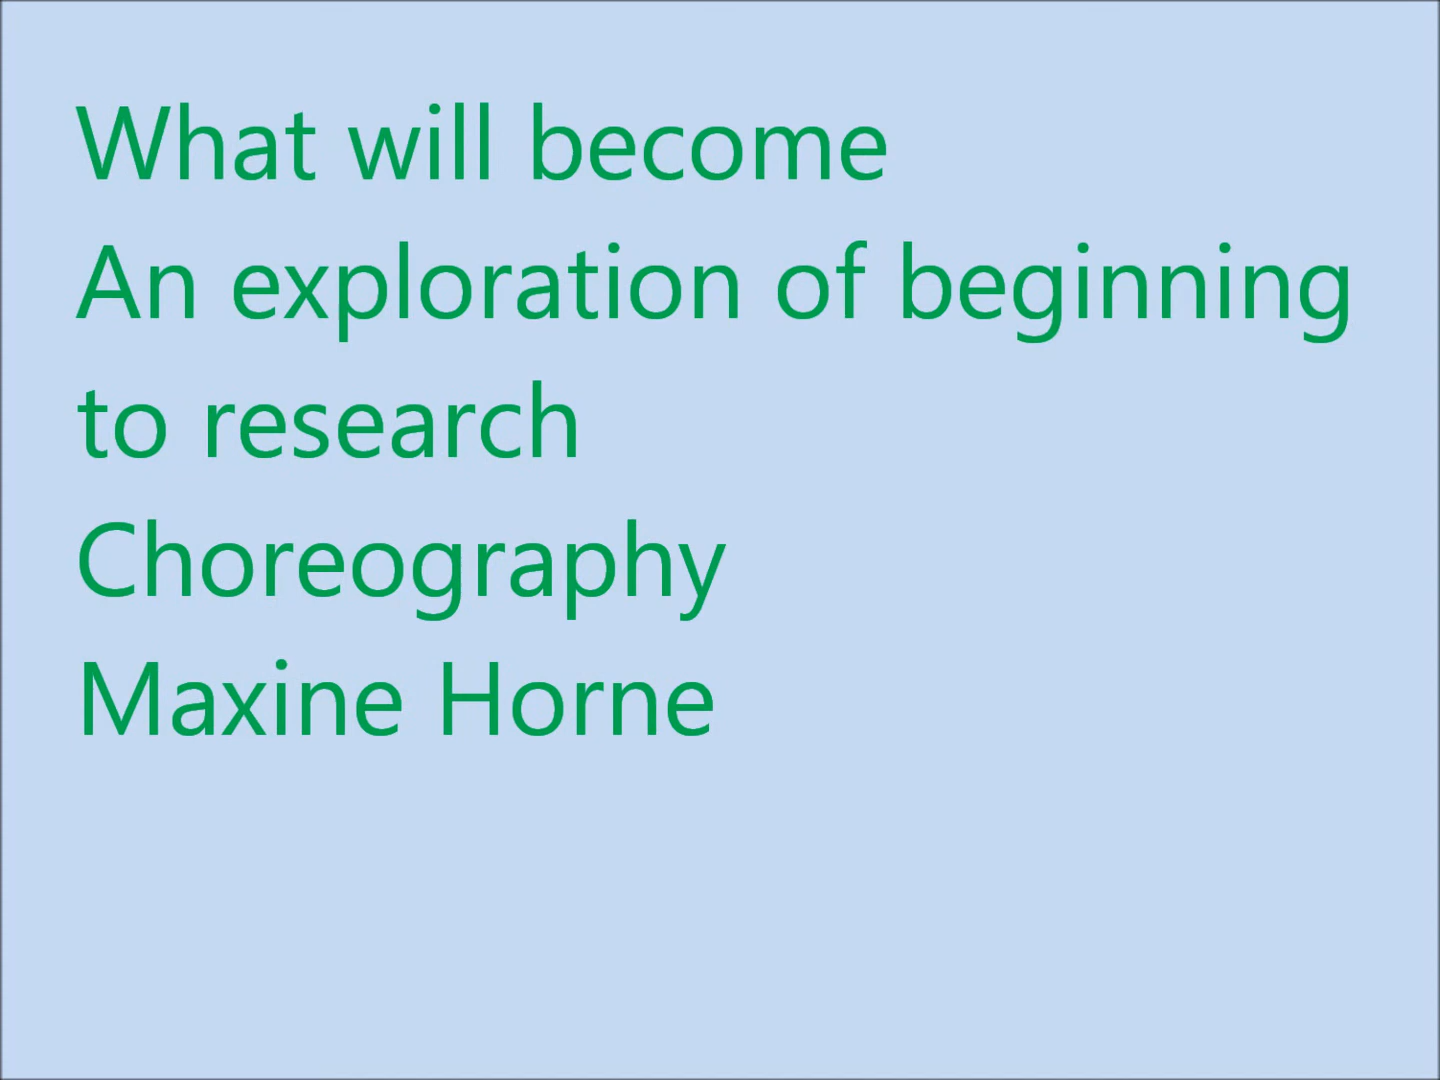 What will become
An exploration of beginning
to research
Choreography
Maxine Horne